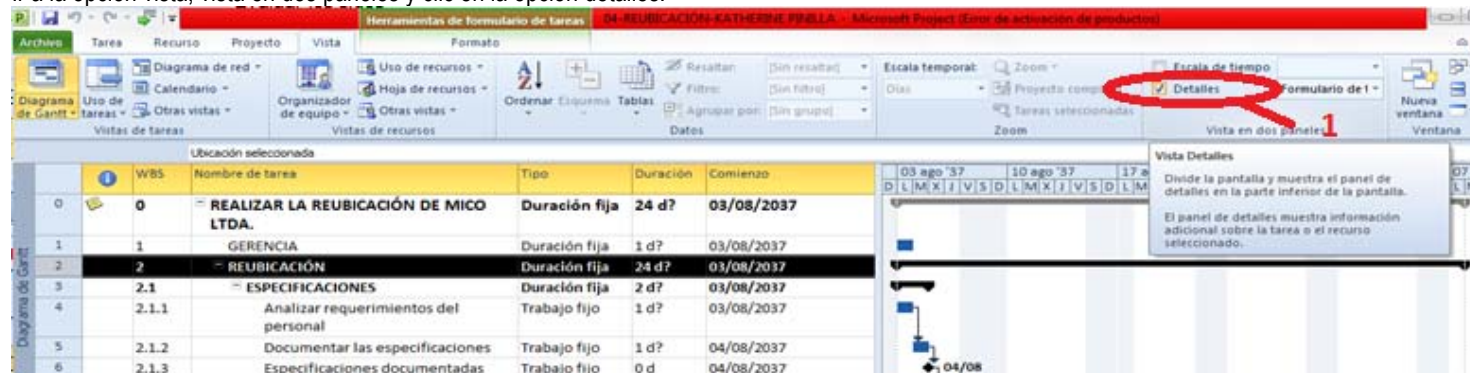 Ir a la opción vista, vista en dos paneles y clic en la opción detalles.
Herramientas de formulario de tareas
04-REUBICACIÓN-KATHERINE PINILLA - Microsoft Project (Error de activación de productos)
Archivo Tarea Recurso Proyecto Vista Formato
Diagrama de Gantt
Uso de tareas
Diagrama de red
Calendario
Otras vistas
Vistas de tareas
Organizador de equipo
Uso de recursos
Hoja de recursos
Otras vistas
Vistas de recursos
Ordenar Esquema Tablas
Resaltar: [Sin resaltar]
Filtro: [Sin filtro]
Agrupar por: [Sin grupo]
Datos
Escala temporal:
Días
Zoom
Proyecto comp
Tareas seleccionadas
Zoom
Escala de tiempo
Detalles Formulario de t
Vista en dos paneles
1
Nueva ventana
Ventana
Ubicación seleccionada
Vista Detalles
Divide la pantalla y muestra el panel de
detalles en la parte inferior de la pantalla.
El panel de detalles muestra información
adicional sobre la tarea o el recurso
seleccionado.
WBS Nombre de tarea Tipo Duración Comienzo
03 ago '37 10 ago '37 17 a
D L M X J V S D L M X J V S D L M
0 0 REALIZAR LA REUBICACIÓN DE MICO LTDA. Duración fija 24 d? 03/08/2037
1 1 GERENCIA Duración fija 1 d? 03/08/2037
2 2 REUBICACIÓN Duración fija 24 d? 03/08/2037
3 2.1 ESPECIFICACIONES Duración fija 2 d? 03/08/2037
4 2.1.1 Analizar requerimientos del personal Trabajo fijo 1 d? 03/08/2037
5 2.1.2 Documentar las especificaciones Trabajo fijo 1 d? 04/08/2037
6 2.1.3 Especificaciones documentadas Trabajo fijo 0 d 04/08/2037
04/08
Diagrama de Gantt